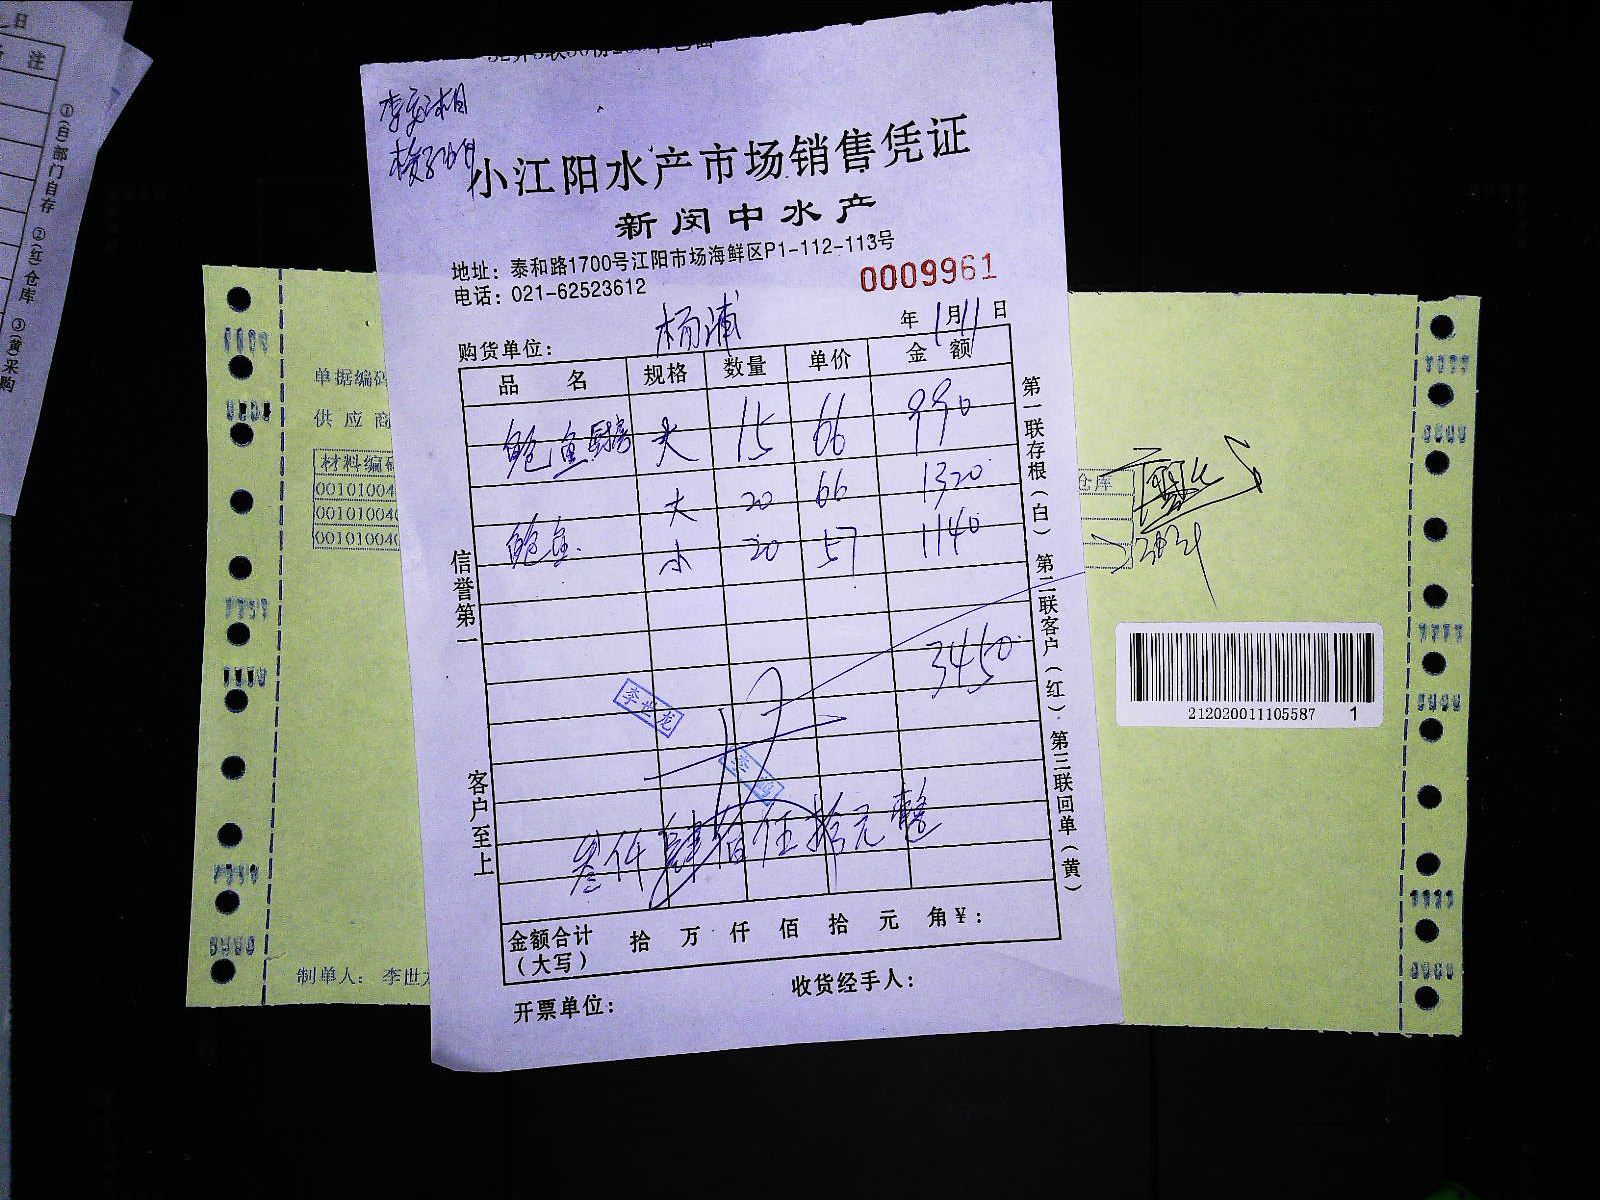 日
注
①(白)部门自存 ②(红)仓库 ③(黄)采购
小江阳水产市场销售凭证
新闵中水产
地址：泰和路1700号江阳市场海鲜区P1-112-113号
电话：021-62523612
0009961
购货单位：杨浦
年1月11日
品名 规格 数量 单价 金额
鲍鱼 大 15 66 990
大 20 66 1320
鲍鱼 小 20 57 1140
3450
李世龙
叁仟肆佰伍拾元整
金额合计(大写) 拾 万 仟 佰 拾 元 角 ¥：
开票单位：
收货经手人：
信誉第一
客户至上
第一联存根(白) 第二联客户(红) 第三联回单(黄)
单据编码
供应商
材料编码
0010100
0010100
0010100
制单人： 李世
仓库
212020011105587 1